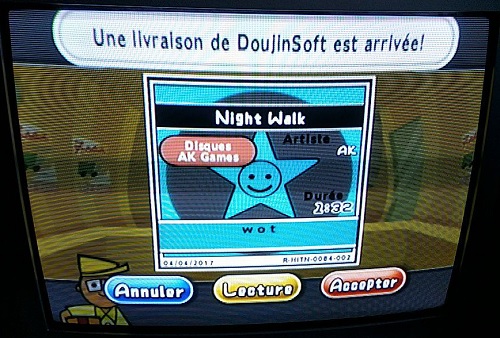 Une livraison de DoujinSoft est arrivée!
Night Walk
Disques
AK Games
Artiste
AK
Durée
1:32
wot
04/04/2017
R-HITN-0084-002
Annuler
Lecture
Accepter